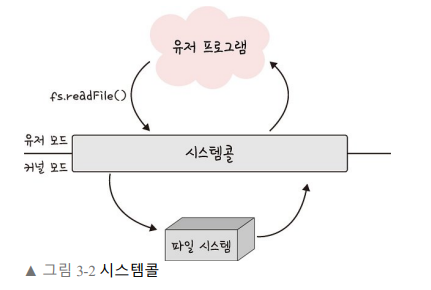 유저 프로그램
fs.readFile()
유저 모드
시스템콜
커널 모드
파일 시스템
▲ 그림 3-2 시스템콜